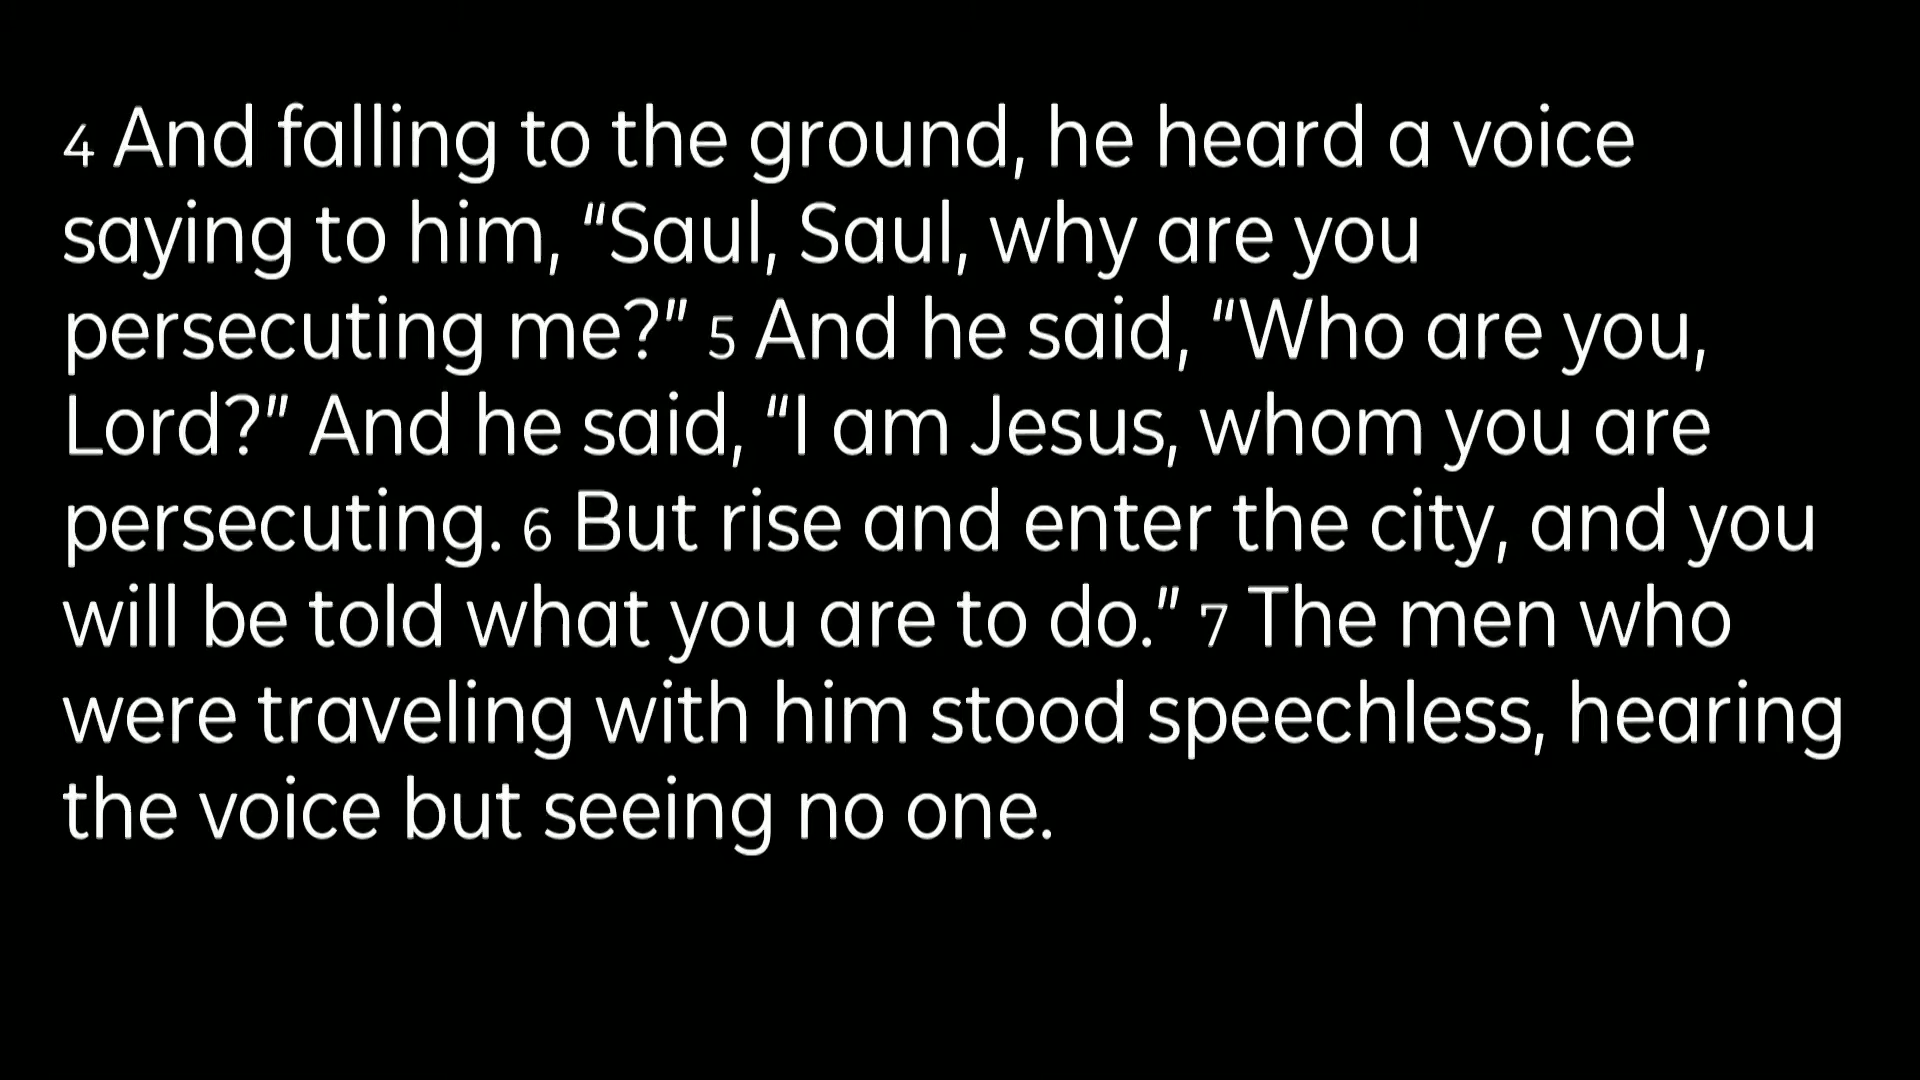 4 And falling to the ground, he heard a voice
saying to him, “Saul, Saul, why are you
persecuting me?” 5 And he said, “Who are you,
Lord?” And he said, “I am Jesus, whom you are
persecuting. 6 But rise and enter the city, and you
will be told what you are to do.” 7 The men who
were traveling with him stood speechless, hearing
the voice but seeing no one.